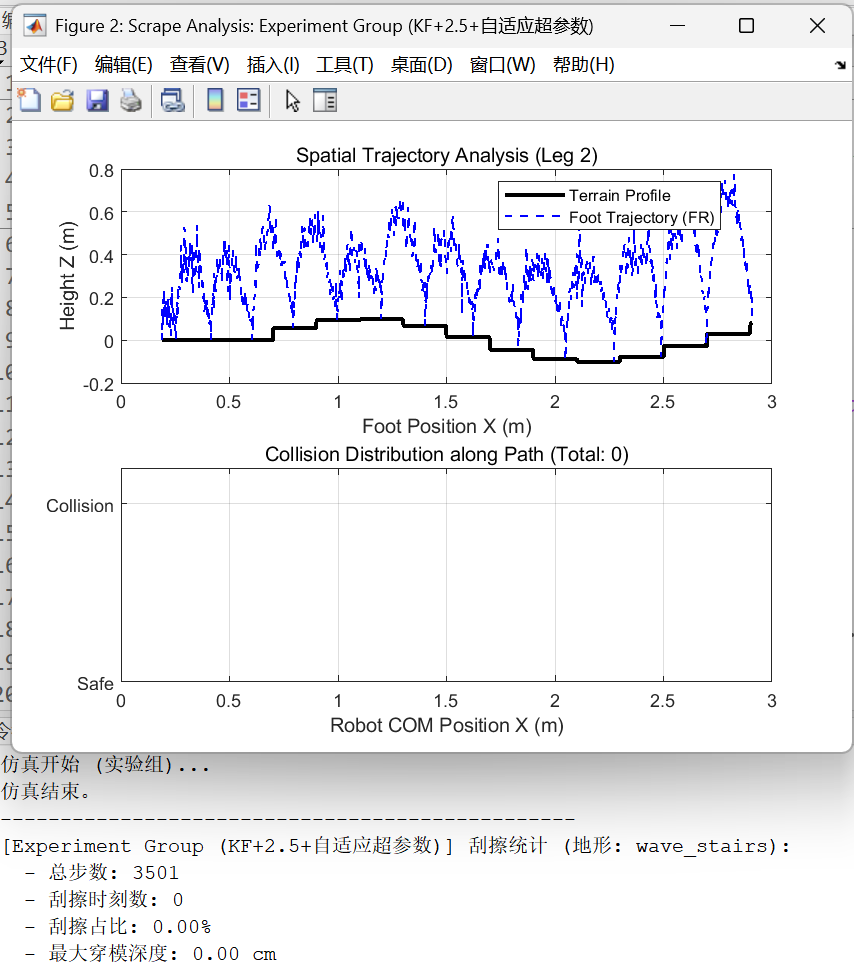 Figure 2: Scrape Analysis: Experiment Group (KF+2.5+自适应超参数)
文件(F) 编辑(E) 查看(V) 插入(I) 工具(T) 桌面(D) 窗口(W) 帮助(H)
Spatial Trajectory Analysis (Leg 2)
Terrain Profile
Foot Trajectory (FR)
Height Z (m)
0.8
0.6
0.4
0.2
0
-0.2
0 0.5 1 1.5 2 2.5 3
Foot Position X (m)
Collision Distribution along Path (Total: 0)
Collision
Safe
0 0.5 1 1.5 2 2.5 3
Robot COM Position X (m)
仿真开始 (实验组)...
仿真结束。
------------------------------------------------
[Experiment Group (KF+2.5+自适应超参数)] 刮擦统计 (地形: wave_stairs):
- 总步数: 3501
- 刮擦时刻数: 0
- 刮擦占比: 0.00%
- 最大穿模深度: 0.00 cm